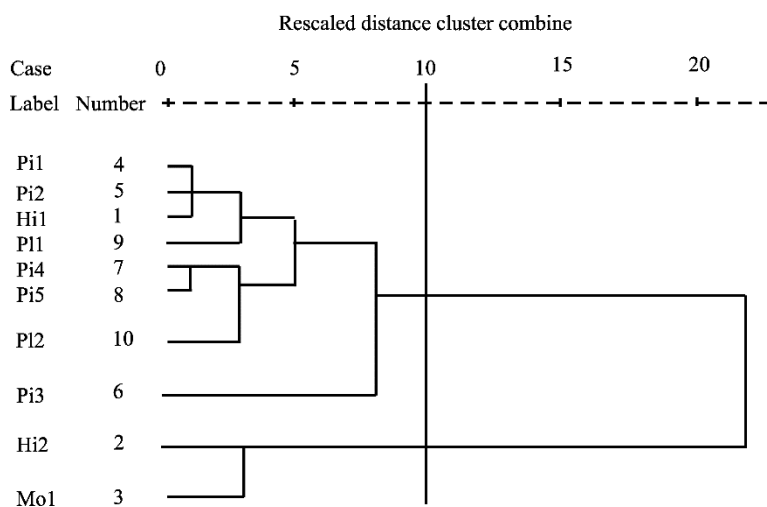 Rescaled distance cluster combine
Case 0 5 10 15 20
Label Number
Pi1 4
Pi2 5
Hi1 1
Pl1 9
Pi4 7
Pi5 8
Pl2 10
Pi3 6
Hi2 2
Mo1 3